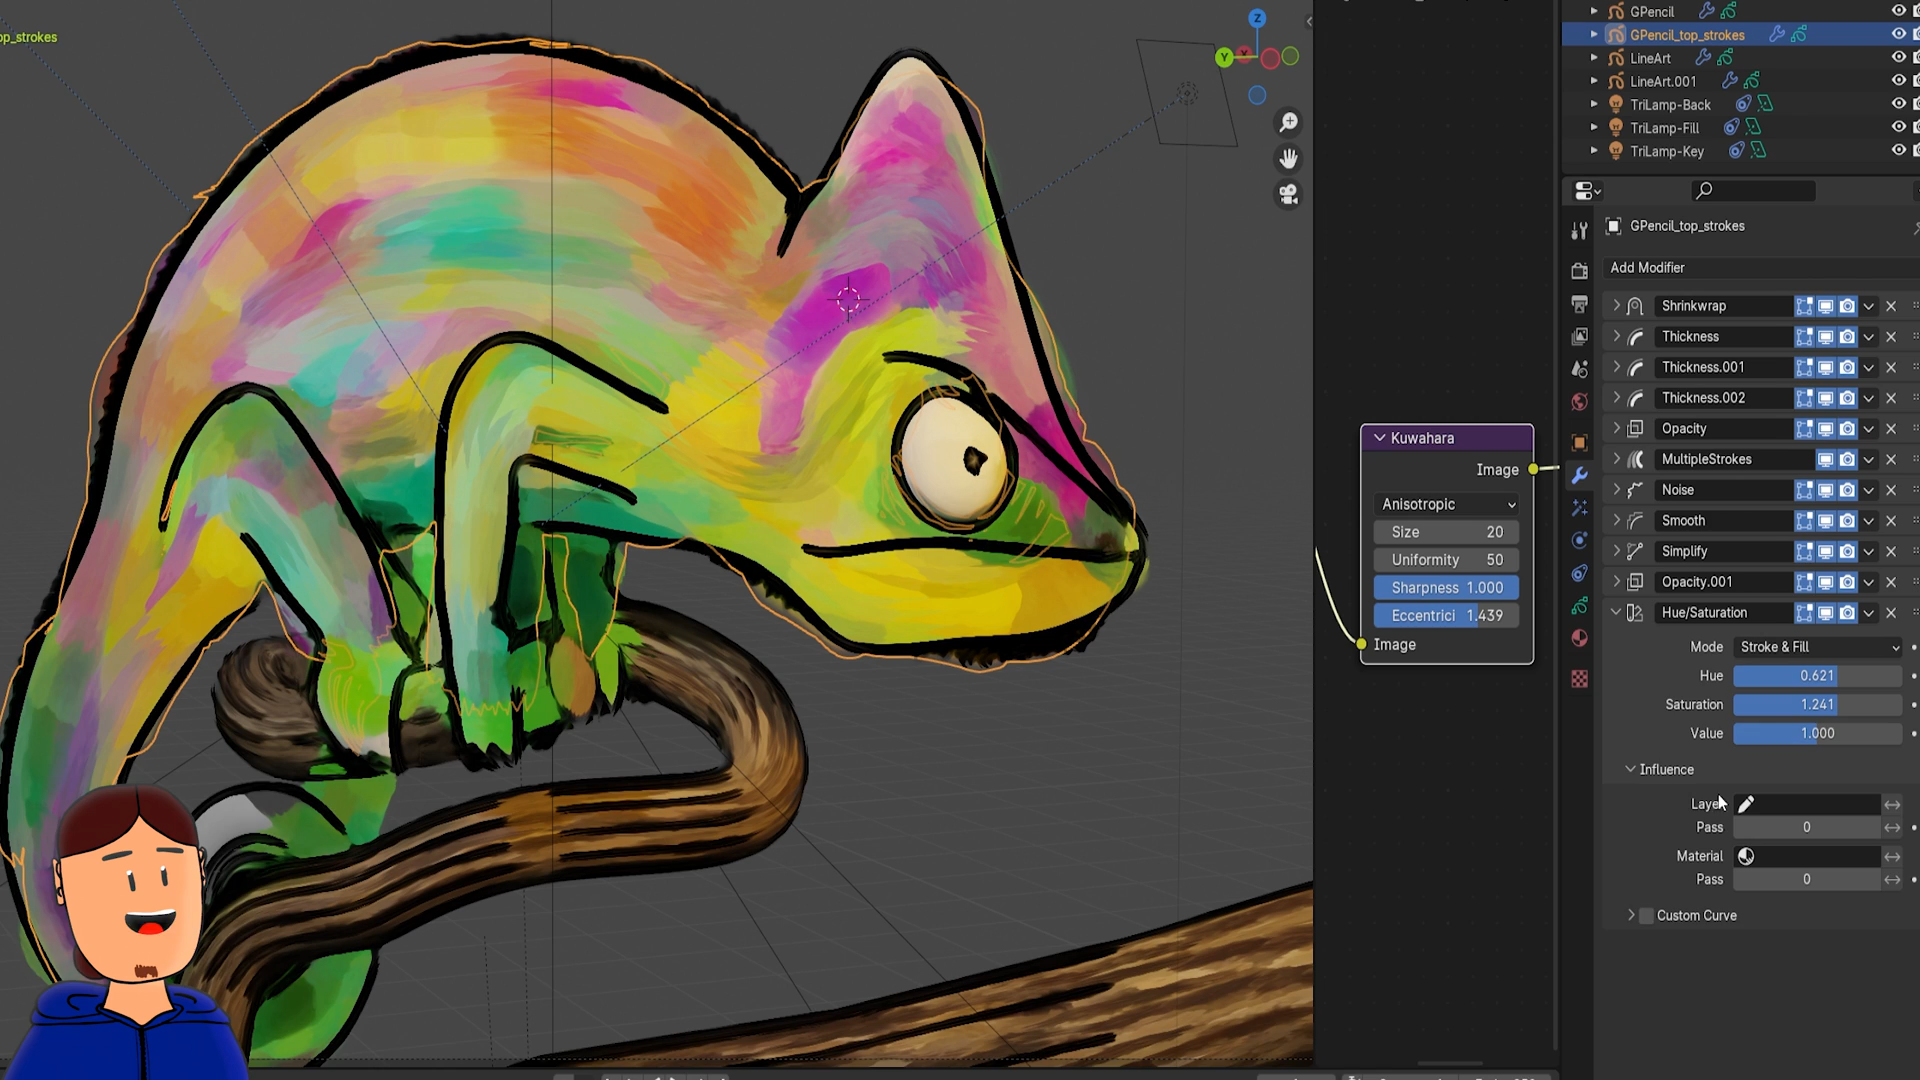 op_strokes
Z
Y
X
Kuwahara
Image
Anisotropic
Size 20
Uniformity 50
Sharpness 1.000
Eccentrici 1.439
Image
GPencil
GPencil_top_strokes
LineArt
LineArt.001
TriLamp-Back
TriLamp-Fill
TriLamp-Key
GPencil_top_strokes
Add Modifier
Shrinkwrap
Thickness
Thickness.001
Thickness.002
Opacity
MultipleStrokes
Noise
Smooth
Simplify
Opacity.001
Hue/Saturation
Mode Stroke & Fill
Hue 0.621
Saturation 1.241
Value 1.000
Influence
Laye
Pass 0
Material
Pass 0
Custom Curve